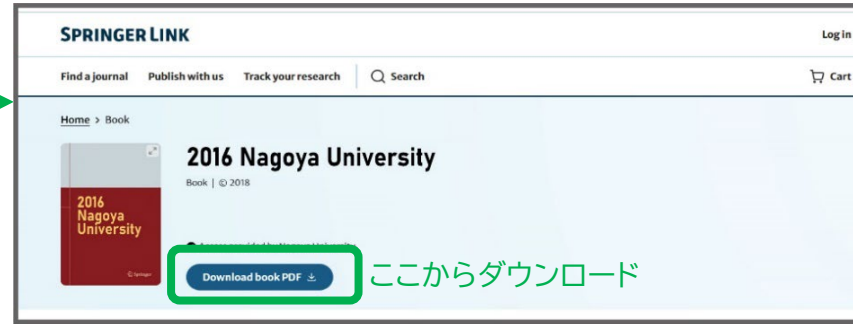 SPRINGER LINK
Log in
Find a journal Publish with us Track your research Search
Cart
Home > Book
2016 Nagoya University
Book | © 2018
2016
Nagoya
University
Springer
Download book PDF
ここからダウンロード